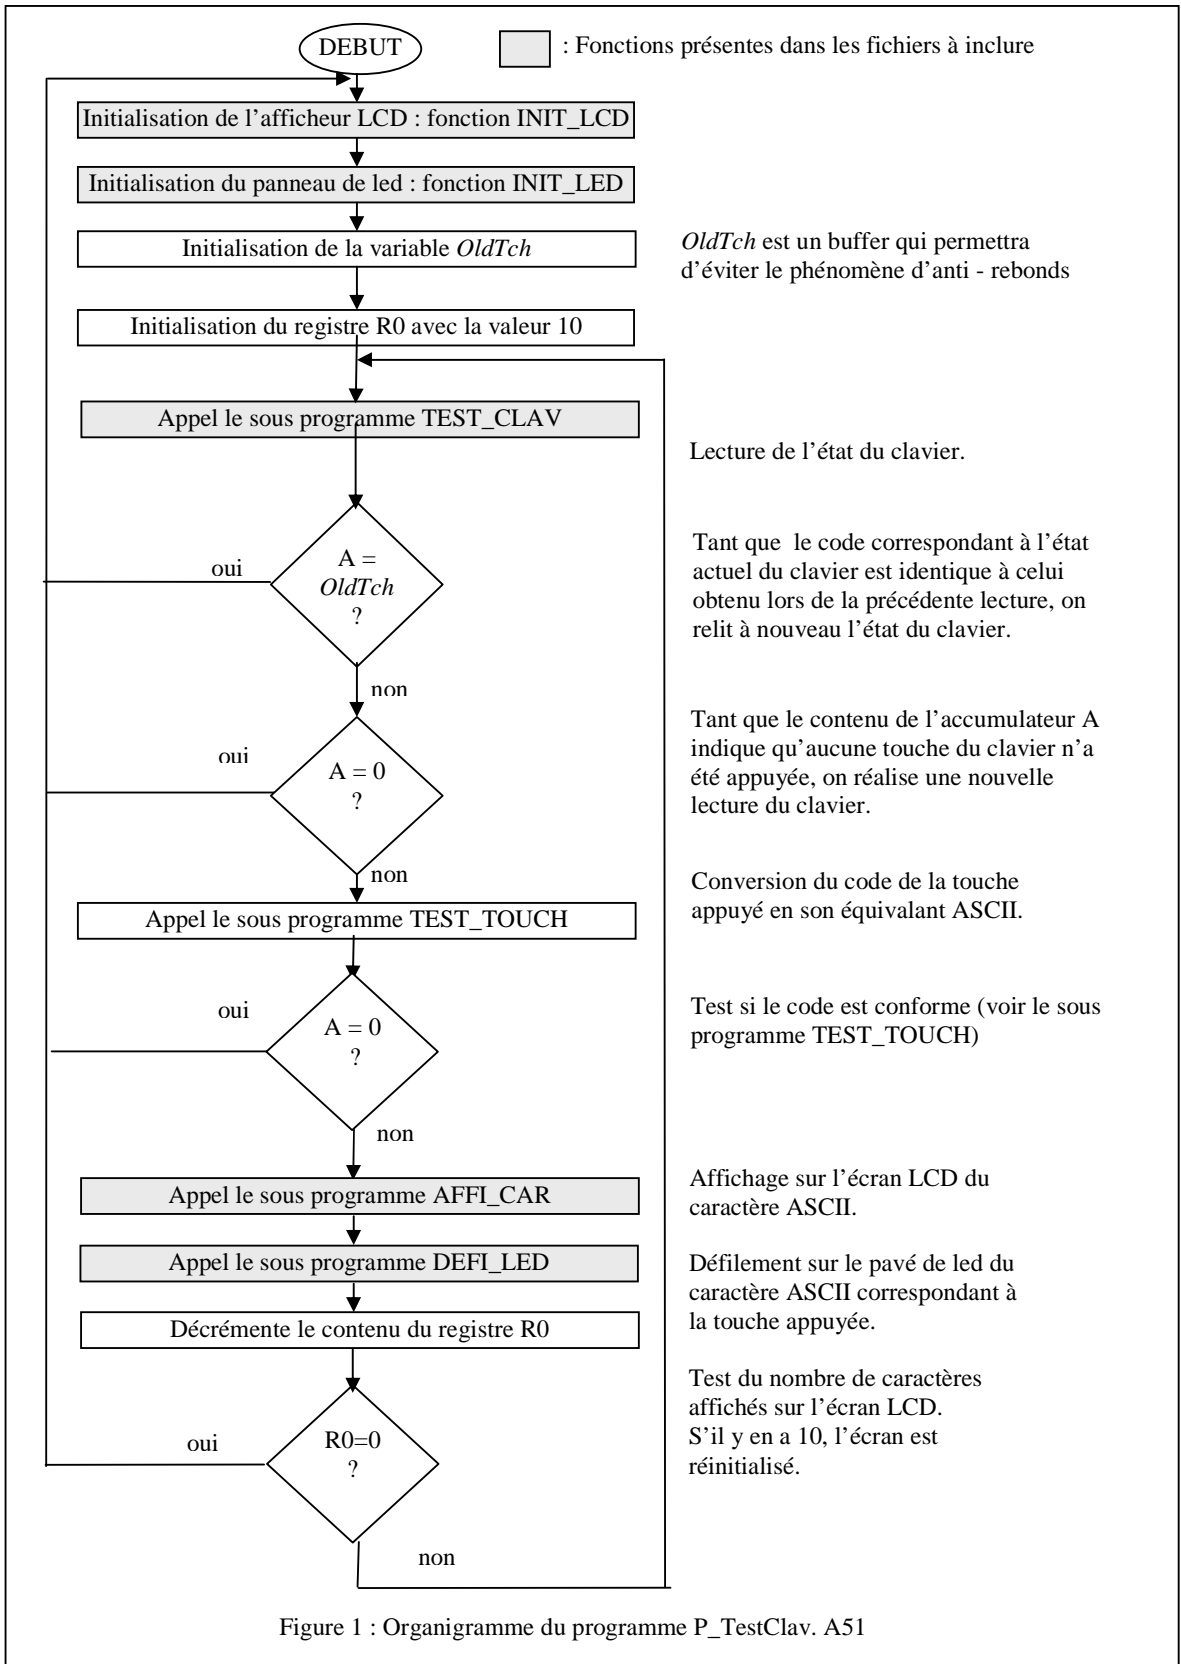 DEBUT
: Fonctions présentes dans les fichiers à inclure
Initialisation de l'afficheur LCD : fonction INIT_LCD
Initialisation du panneau de led : fonction INIT_LED
Initialisation de la variable OldTch
OldTch est un buffer qui permettra
d'éviter le phénomène d'anti - rebonds
Initialisation du registre R0 avec la valeur 10
Appel le sous programme TEST_CLAV
Lecture de l'état du clavier.
oui
A =
OldTch
?
Tant que  le code correspondant à l'état
actuel du clavier est identique à celui
obtenu lors de la précédente lecture, on
relit à nouveau l'état du clavier.
non
oui
A = 0
?
Tant que le contenu de l'accumulateur A
indique qu'aucune touche du clavier n'a
été appuyée, on réalise une nouvelle
lecture du clavier.
non
Appel le sous programme TEST_TOUCH
Conversion du code de la touche
appuyé en son équivalant ASCII.
oui
A = 0
?
Test si le code est conforme (voir le sous
programme TEST_TOUCH)
non
Appel le sous programme AFFI_CAR
Affichage sur l'écran LCD du
caractère ASCII.
Appel le sous programme DEFI_LED
Défilement sur le pavé de led du
caractère ASCII correspondant à
la touche appuyée.
Décrémente le contenu du registre R0
oui
R0=0
?
Test du nombre de caractères
affichés sur l'écran LCD.
S'il y en a 10, l'écran est
réinitialisé.
non
Figure 1 : Organigramme du programme P_TestClav. A51